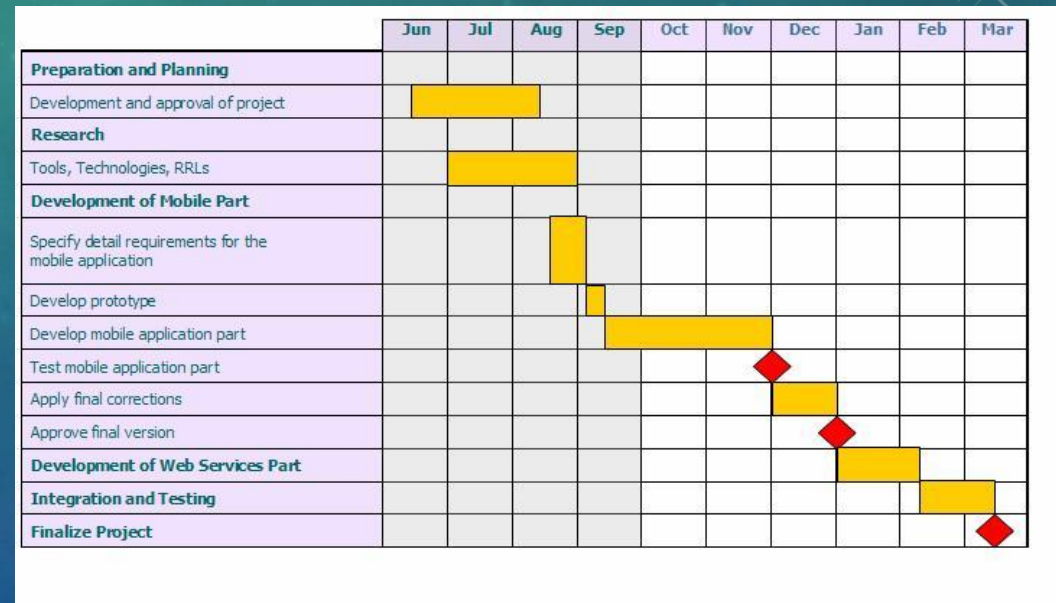 Jun Jul Aug Sep Oct Nov Dec Jan Feb Mar
Preparation and Planning
Development and approval of project
Research
Tools, Technologies, RRLs
Development of Mobile Part
Specify detail requirements for the
mobile application
Develop prototype
Develop mobile application part
Test mobile application part
Apply final corrections
Approve final version
Development of Web Services Part
Integration and Testing
Finalize Project